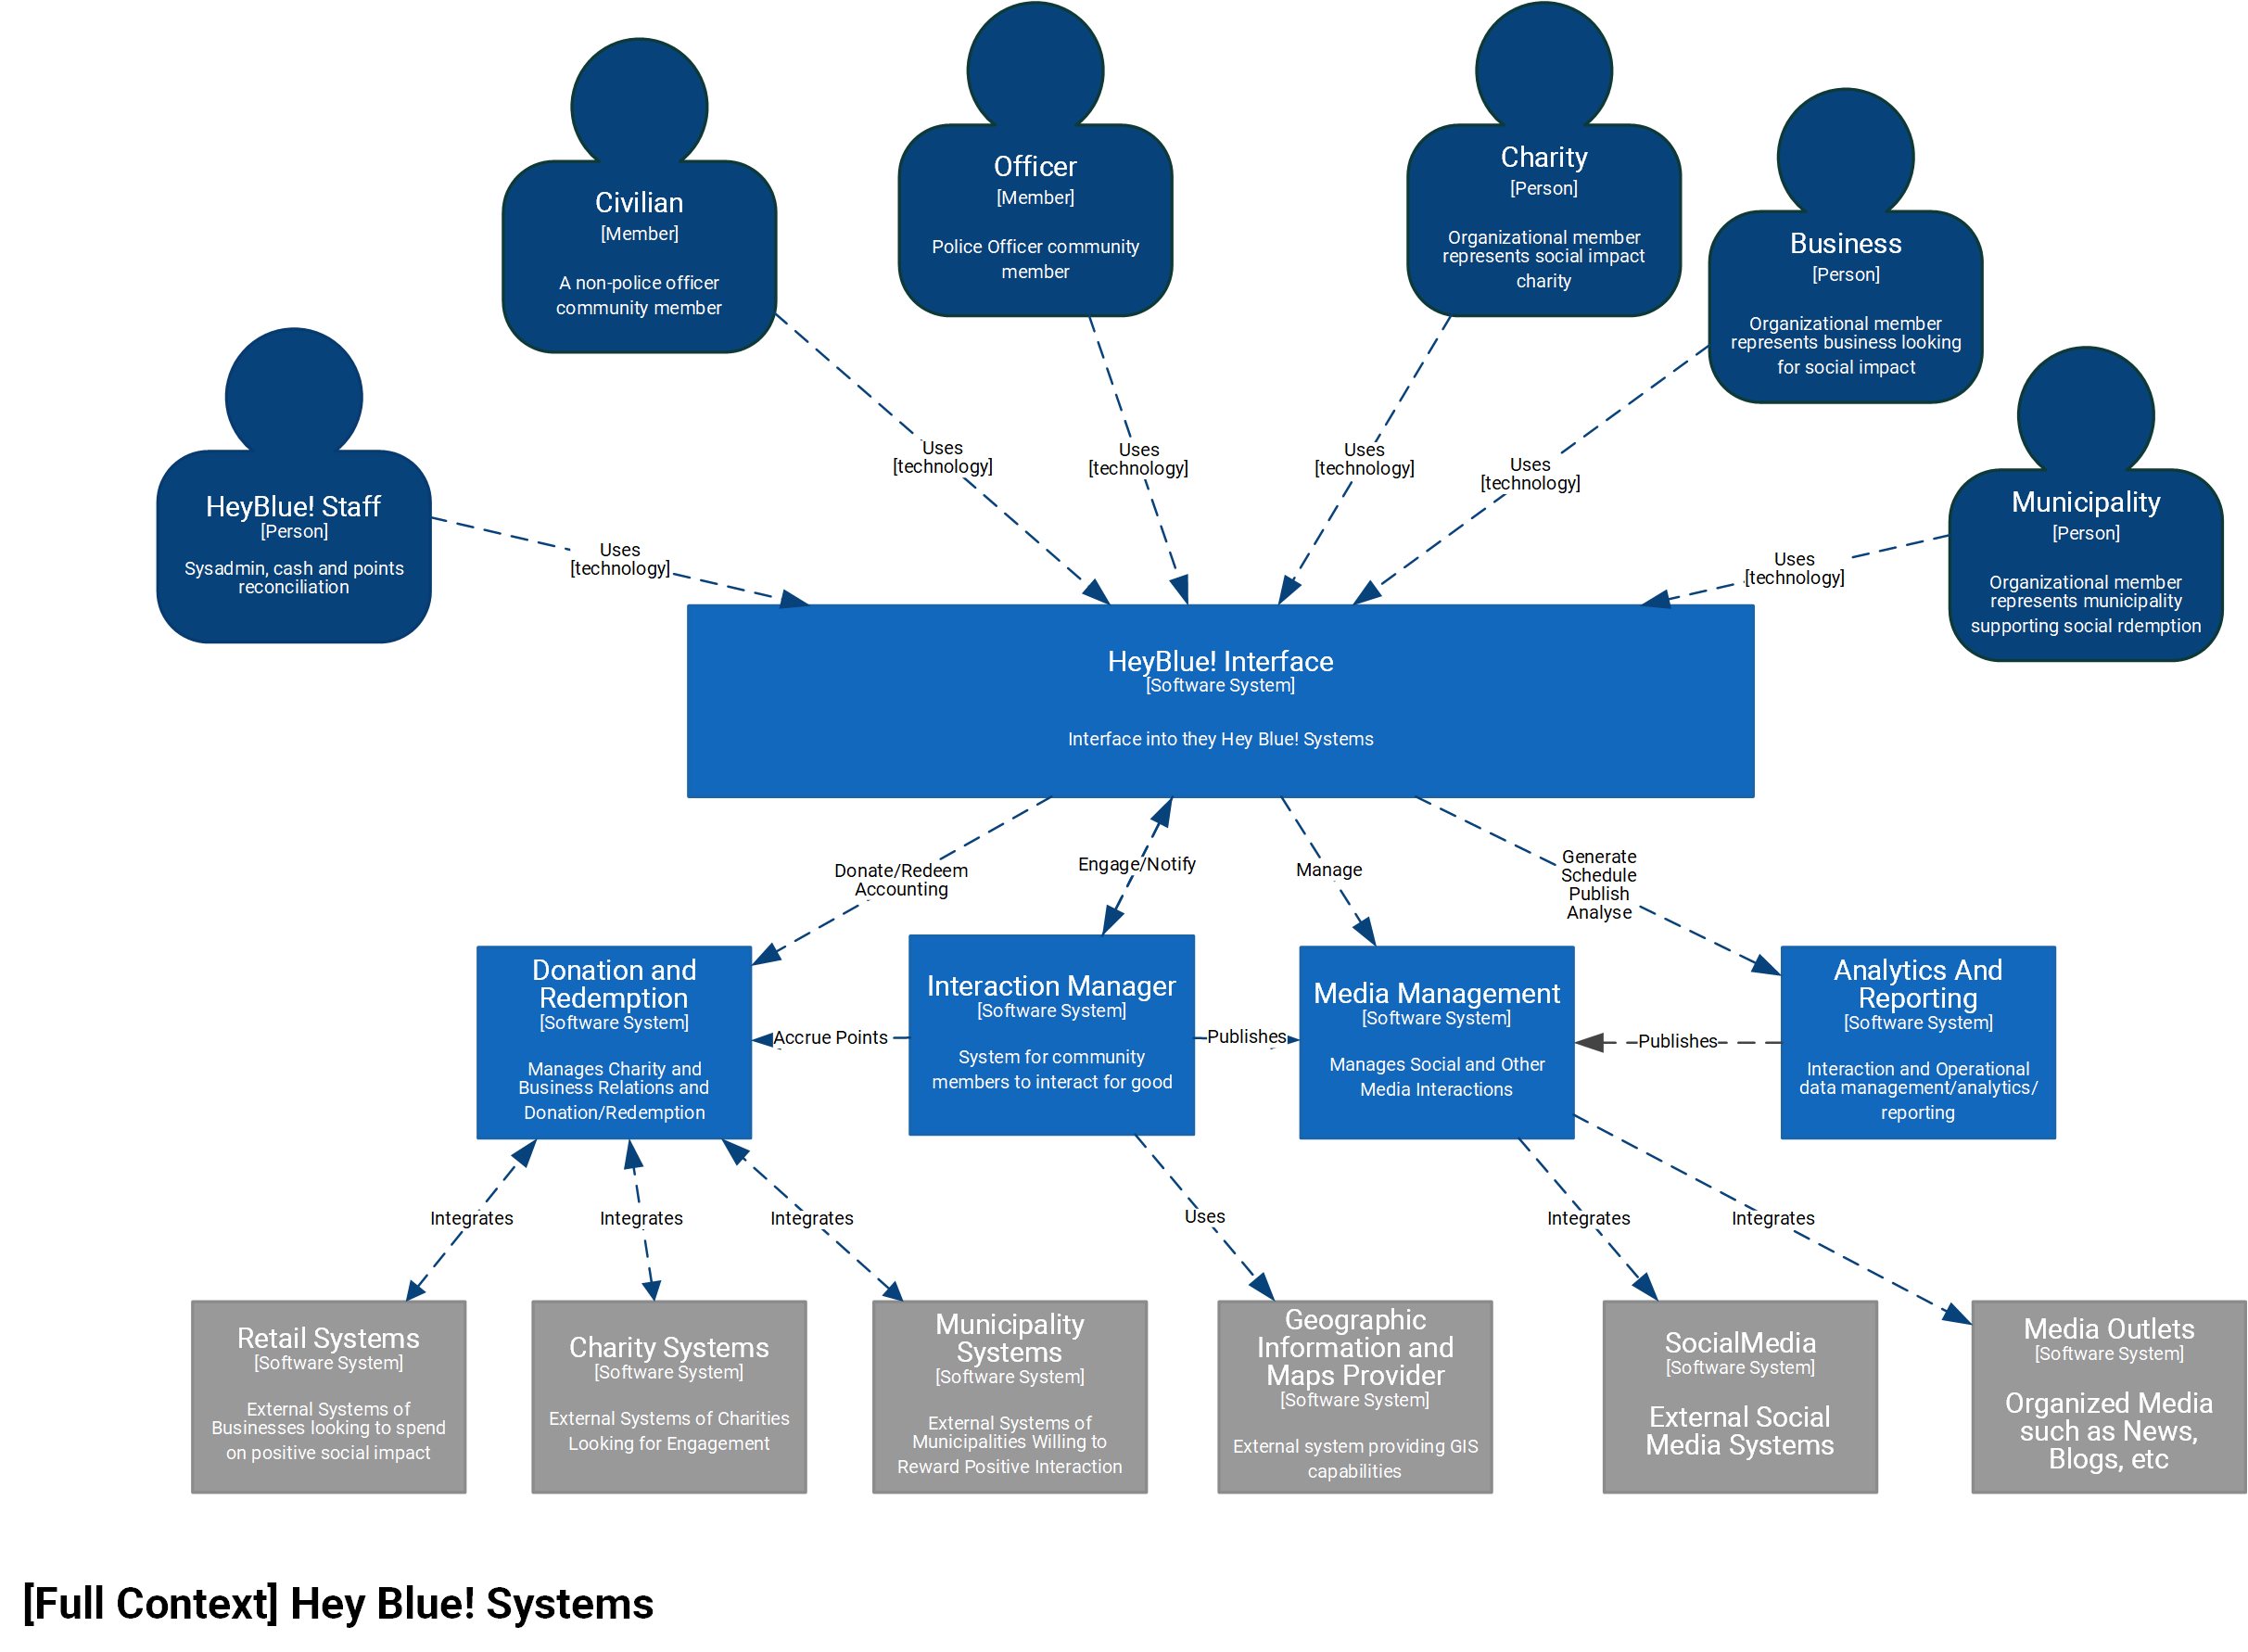 Civilian
[Member]
A non-police officer
community member
Officer
[Member]
Police Officer community
member
Charity
[Person]
Organizational member
represents social impact
charity
Business
[Person]
Organizational member
represents business looking
for social impact
HeyBlue! Staff
[Person]
Sysadmin, cash and points
reconciliation
Municipality
[Person]
Organizational member
represents municipality
supporting social rdemption
Uses
[technology]
Uses
[technology]
Uses
[technology]
Uses
[technology]
Uses
[technology]
Uses
[technology]
HeyBlue! Interface
[Software System]
Interface into they Hey Blue! Systems
Donate/Redeem
Accounting
Engage/Notify
Manage
Generate
Schedule
Publish
Analyse
Donation and
Redemption
[Software System]
Manages Charity and
Business Relations and
Donation/Redemption
Accrue Points
Interaction Manager
[Software System]
System for community
members to interact for good
Publishes
Media Management
[Software System]
Manages Social and Other
Media Interactions
Publishes
Analytics And
Reporting
[Software System]
Interaction and Operational
data management/analytics/
reporting
Integrates
Integrates
Integrates
Uses
Integrates
Integrates
Retail Systems
[Software System]
External Systems of
Businesses looking to spend
on positive social impact
Charity Systems
[Software System]
External Systems of Charities
Looking for Engagement
Municipality
Systems
[Software System]
External Systems of
Municipalities Willing to
Reward Positive Interaction
Geographic
Information and
Maps Provider
[Software System]
External system providing GIS
capabilities
SocialMedia
[Software System]
External Social
Media Systems
Media Outlets
[Software System]
Organized Media
such as News,
Blogs, etc
[Full Context] Hey Blue! Systems